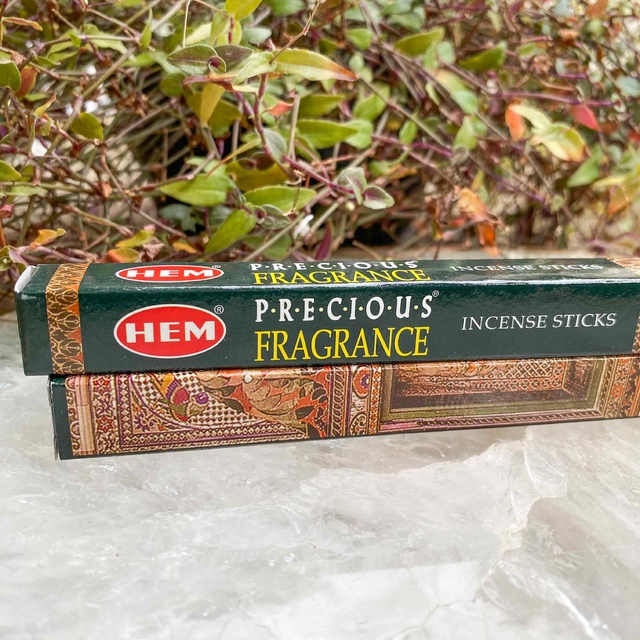 HEM®
P·R·E·C·I·O·U·S
FRAGRANCE
INCENSE STICKS
HEM®
P·R·E·C·I·O·U·S®
FRAGRANCE
INCENSE STICKS